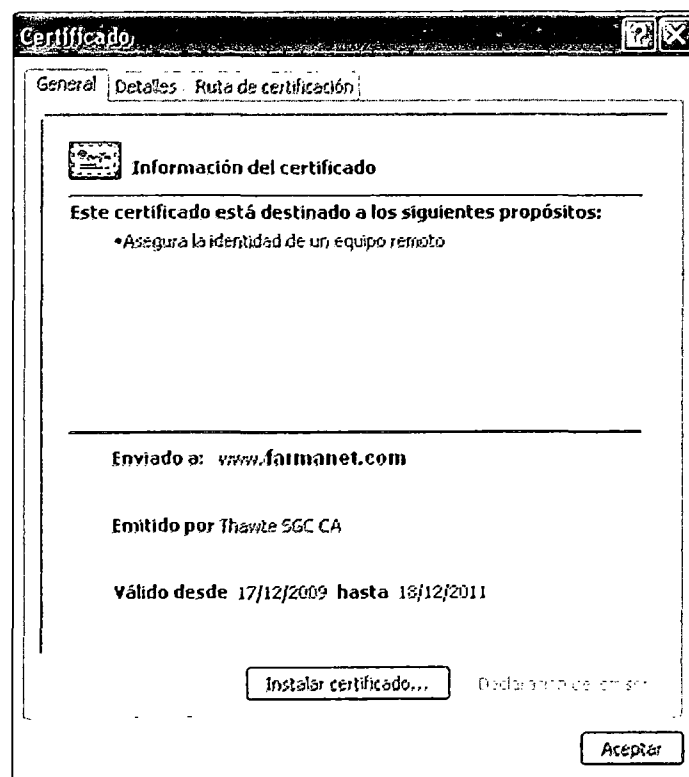 Certificado
General Detalles Ruta de certificación
Información del certificado
Este certificado está destinado a los siguientes propósitos:
•Asegura la identidad de un equipo remoto
Enviado a: www.farmanet.com
Emitido por Thawte SGC CA
Válido desde 17/12/2009 hasta 18/12/2011
Instalar certificado...
Aceptar